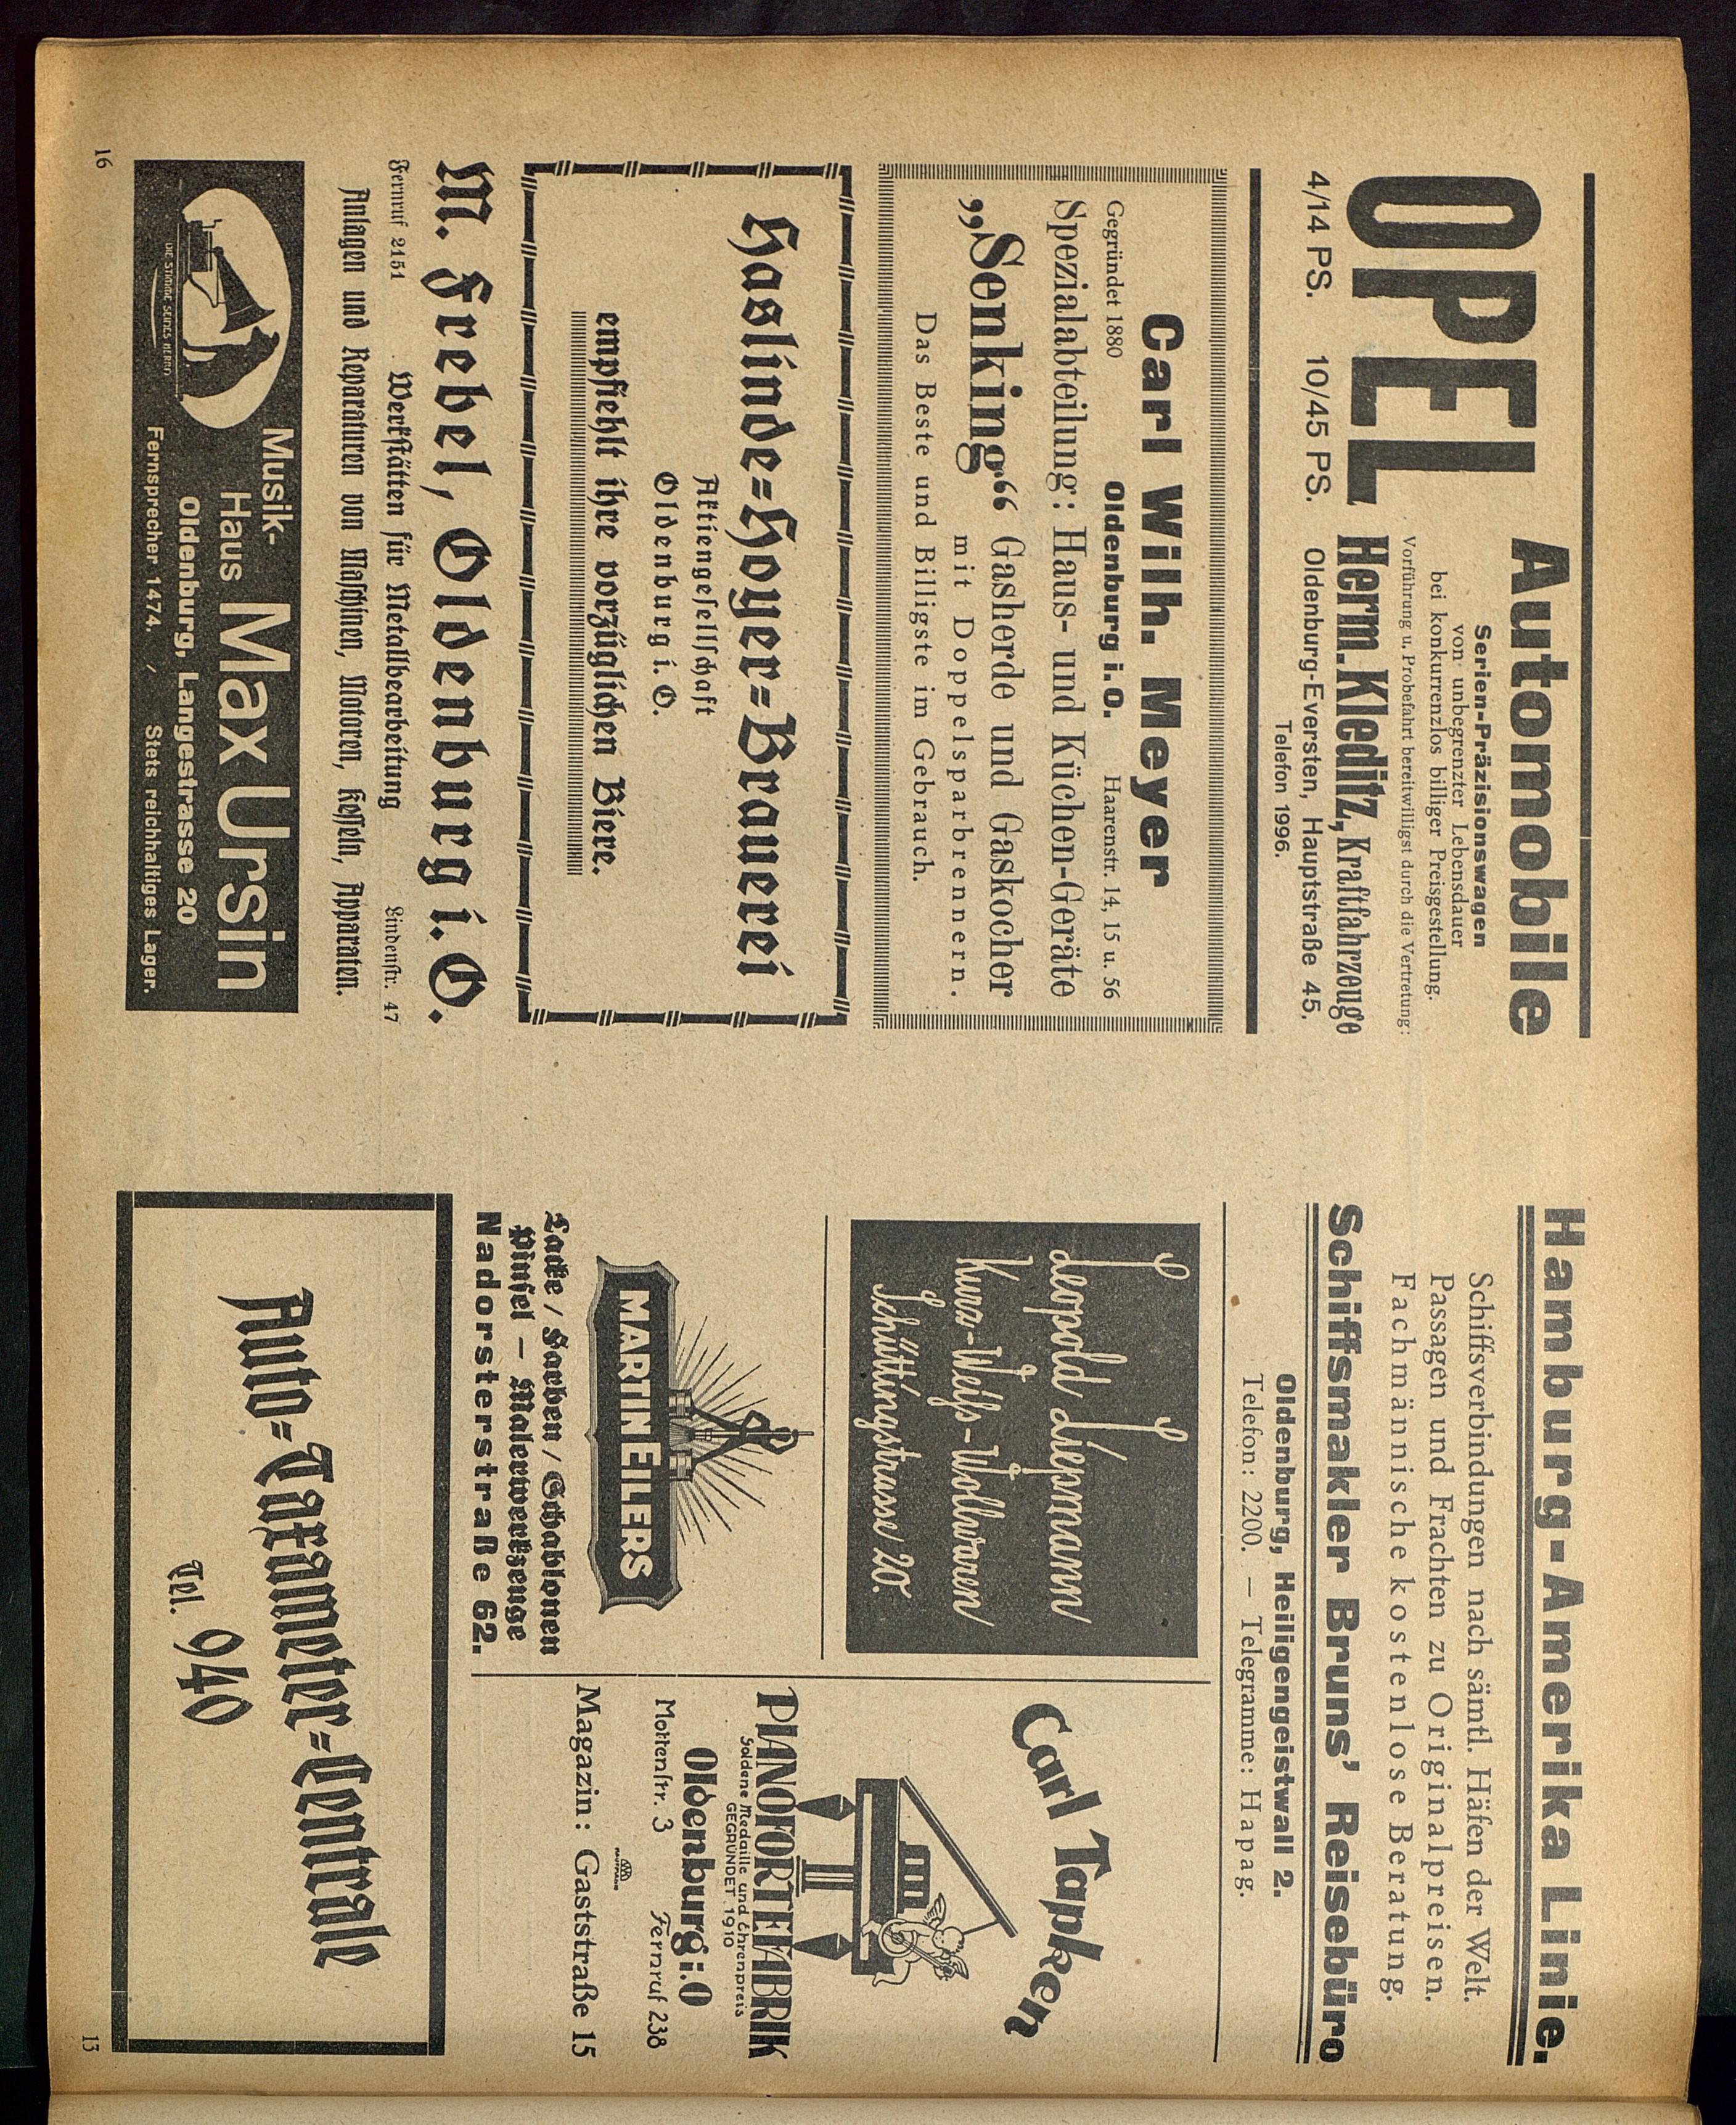 OPEL
Automobile
Serien-Präzisionswagen
von unbegrenzter Lebensdauer
bei konkurrenzlos billiger Preisgestellung.
Vorführung u. Probefahrt bereitwilligst durch die Vertretung:
Herm. Kleditz, Kraftfahrzeuge
4/14 PS. 10/45 PS. Oldenburg-Eversten, Hauptstraße 45.
Telefon 1996.
Carl Wilh. Meyer
Gegründet 1880 Oldenburg i.O. Haarenstr. 14, 15 u. 56
Spezialabteilung: Haus- und Küchen-Geräte
„Senking“ Gasherde und Gaskocher
mit Doppelsparbrennern.
Das Beste und Billigste im Gebrauch.
Haslinde-Hoyer-Brauerei
Aktiengesellschaft
Oldenburg i. O.
empfiehlt ihre vorzüglichen Biere.
M. Frebel, Oldenburg i. O.
Fernruf 2151 Werkstätten für Metallbearbeitung Lindenstr. 47
Anlagen und Reparaturen von Maschinen, Motoren, Kesseln, Apparaten.
DIE STIMME SEINES HERRN
Musik-
Haus Max Ursin
Oldenburg, Langestrasse 20
Fernsprecher 1474. / Stets reichhaltiges Lager.
16
Hamburg-Amerika Linie.
Schiffsverbindungen nach sämtl. Häfen der Welt.
Passagen und Frachten zu Originalpreisen.
Fachmännische kostenlose Beratung.
Schiffsmakler Bruns' Reisebüro
Oldenburg, Heiligengeistwall 2.
Telefon: 2200. — Telegramme: Hapag.
Leopold Liepmann
Kurz-Weiß-Wollwaren
Schüttingstrasse 20.
MARTIN EILERS
Lacke / Farben / Schablonen
Pinsel – Malerwerkzeuge
Nadorsterstraße 62.
Carl Tapken
PIANOFORTEFABRIK
Goldene Medaille und Ehrenpreis
GEGRÜNDET 1910
Oldenburg i.O
Mottenstr. 3 Fernruf 238
Magazin: Gaststraße 15
Auto-Taxameter-Zentrale
Tel. 940
13